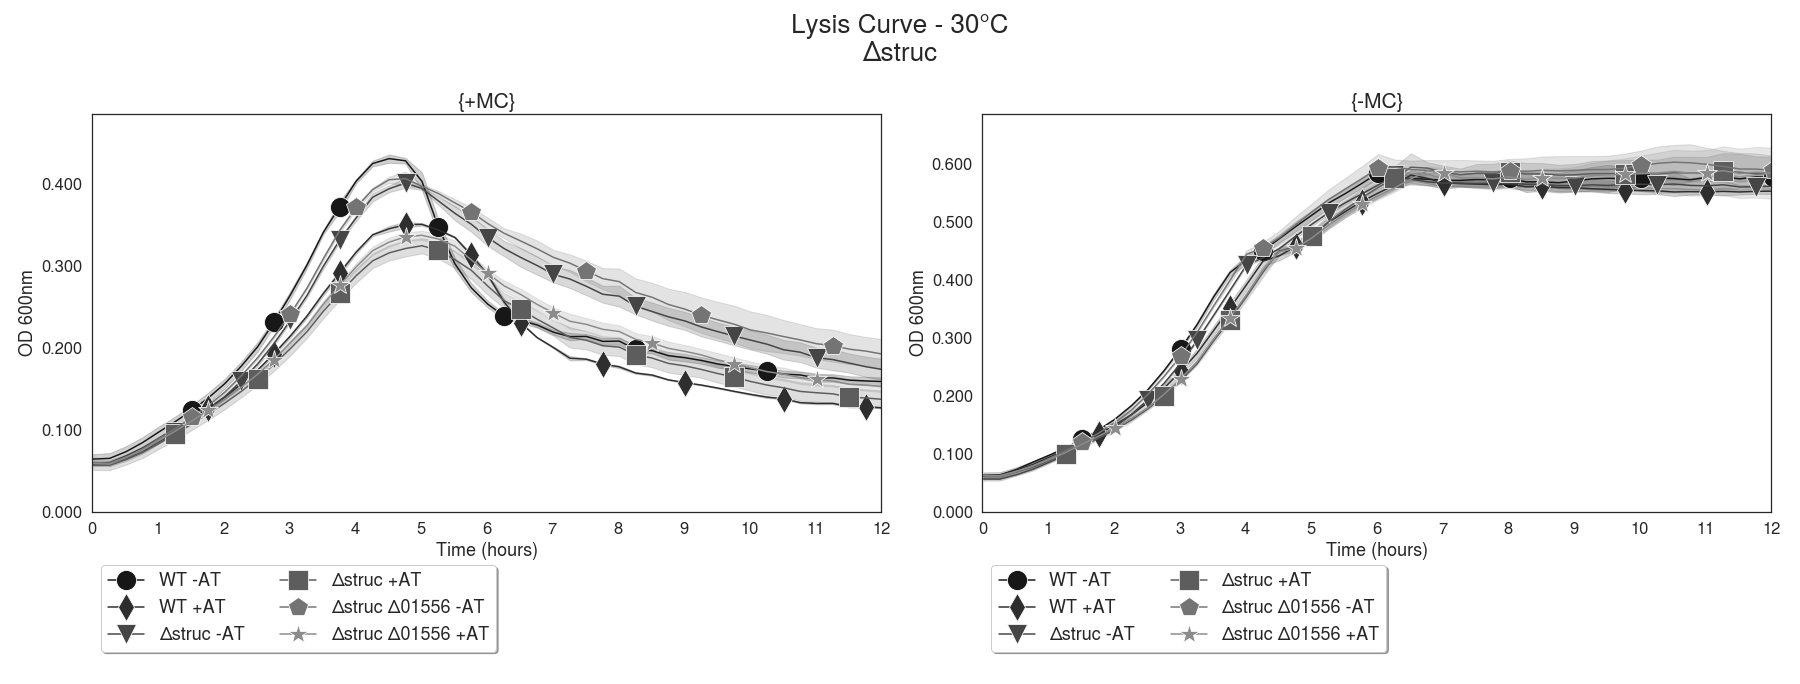 Lysis Curve - 30°C
Δstruc
{+MC}
OD 600nm
0.400
0.300
0.200
0.100
0.000
0 1 2 3 4 5 6 7 8 9 10 11 12
Time (hours)
WT -AT
WT +AT
Δstruc -AT
Δstruc +AT
Δstruc Δ01556 -AT
Δstruc Δ01556 +AT
{-MC}
OD 600nm
0.600
0.500
0.400
0.300
0.200
0.100
0.000
0 1 2 3 4 5 6 7 8 9 10 11 12
Time (hours)
WT -AT
WT +AT
Δstruc -AT
Δstruc +AT
Δstruc Δ01556 -AT
Δstruc Δ01556 +AT